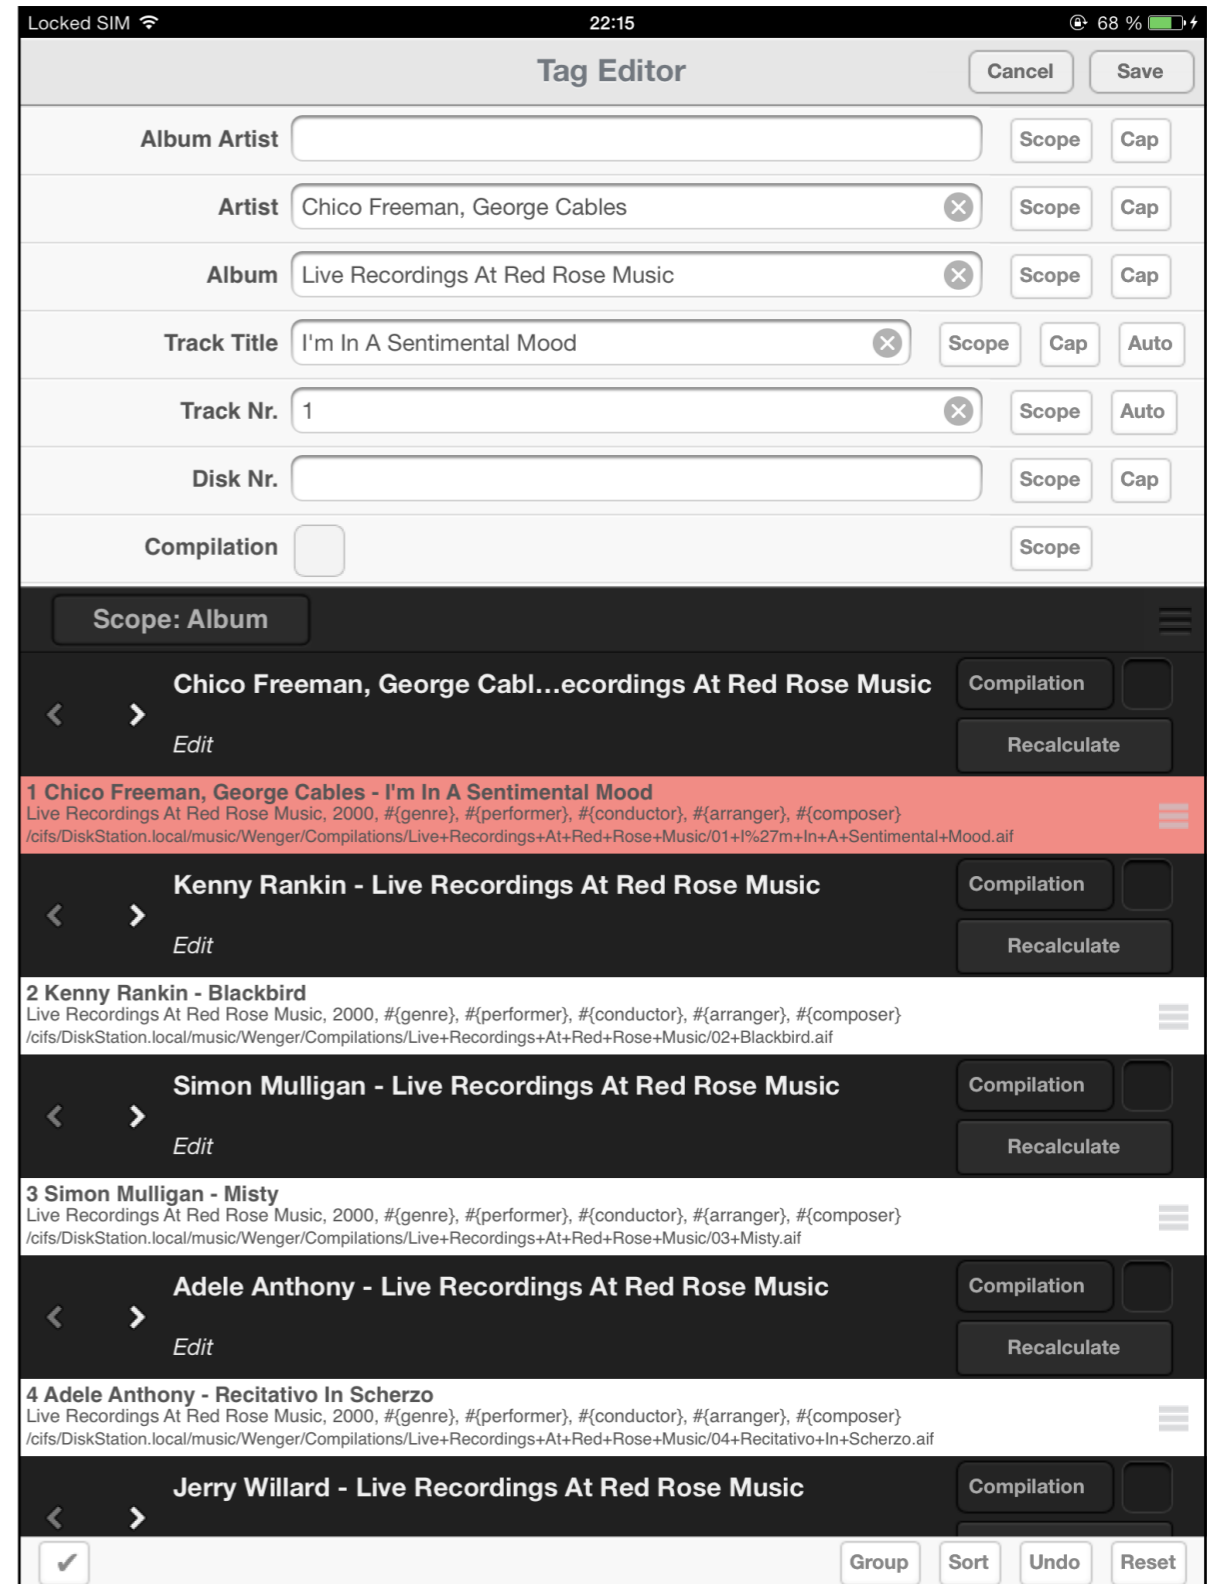 Locked SIM 22:15 68 %
Tag Editor Cancel Save
Album Artist Scope Cap
Artist Chico Freeman, George Cables Scope Cap
Album Live Recordings At Red Rose Music Scope Cap
Track Title I'm In A Sentimental Mood Scope Cap Auto
Track Nr. 1 Scope Auto
Disk Nr. Scope Cap
Compilation Scope
Scope: Album
Chico Freeman, George Cabl...ecordings At Red Rose Music Compilation
Edit Recalculate
1 Chico Freeman, George Cables - I'm In A Sentimental Mood
Live Recordings At Red Rose Music, 2000, #{genre}, #{performer}, #{conductor}, #{arranger}, #{composer}
/cifs/DiskStation.local/music/Wenger/Compilations/Live+Recordings+At+Red+Rose+Music/01+I%27m+In+A+Sentimental+Mood.aif
Kenny Rankin - Live Recordings At Red Rose Music Compilation
Edit Recalculate
2 Kenny Rankin - Blackbird
Live Recordings At Red Rose Music, 2000, #{genre}, #{performer}, #{conductor}, #{arranger}, #{composer}
/cifs/DiskStation.local/music/Wenger/Compilations/Live+Recordings+At+Red+Rose+Music/02+Blackbird.aif
Simon Mulligan - Live Recordings At Red Rose Music Compilation
Edit Recalculate
3 Simon Mulligan - Misty
Live Recordings At Red Rose Music, 2000, #{genre}, #{performer}, #{conductor}, #{arranger}, #{composer}
/cifs/DiskStation.local/music/Wenger/Compilations/Live+Recordings+At+Red+Rose+Music/03+Misty.aif
Adele Anthony - Live Recordings At Red Rose Music Compilation
Edit Recalculate
4 Adele Anthony - Recitativo In Scherzo
Live Recordings At Red Rose Music, 2000, #{genre}, #{performer}, #{conductor}, #{arranger}, #{composer}
/cifs/DiskStation.local/music/Wenger/Compilations/Live+Recordings+At+Red+Rose+Music/04+Recitativo+In+Scherzo.aif
Jerry Willard - Live Recordings At Red Rose Music Compilation
Group Sort Undo Reset